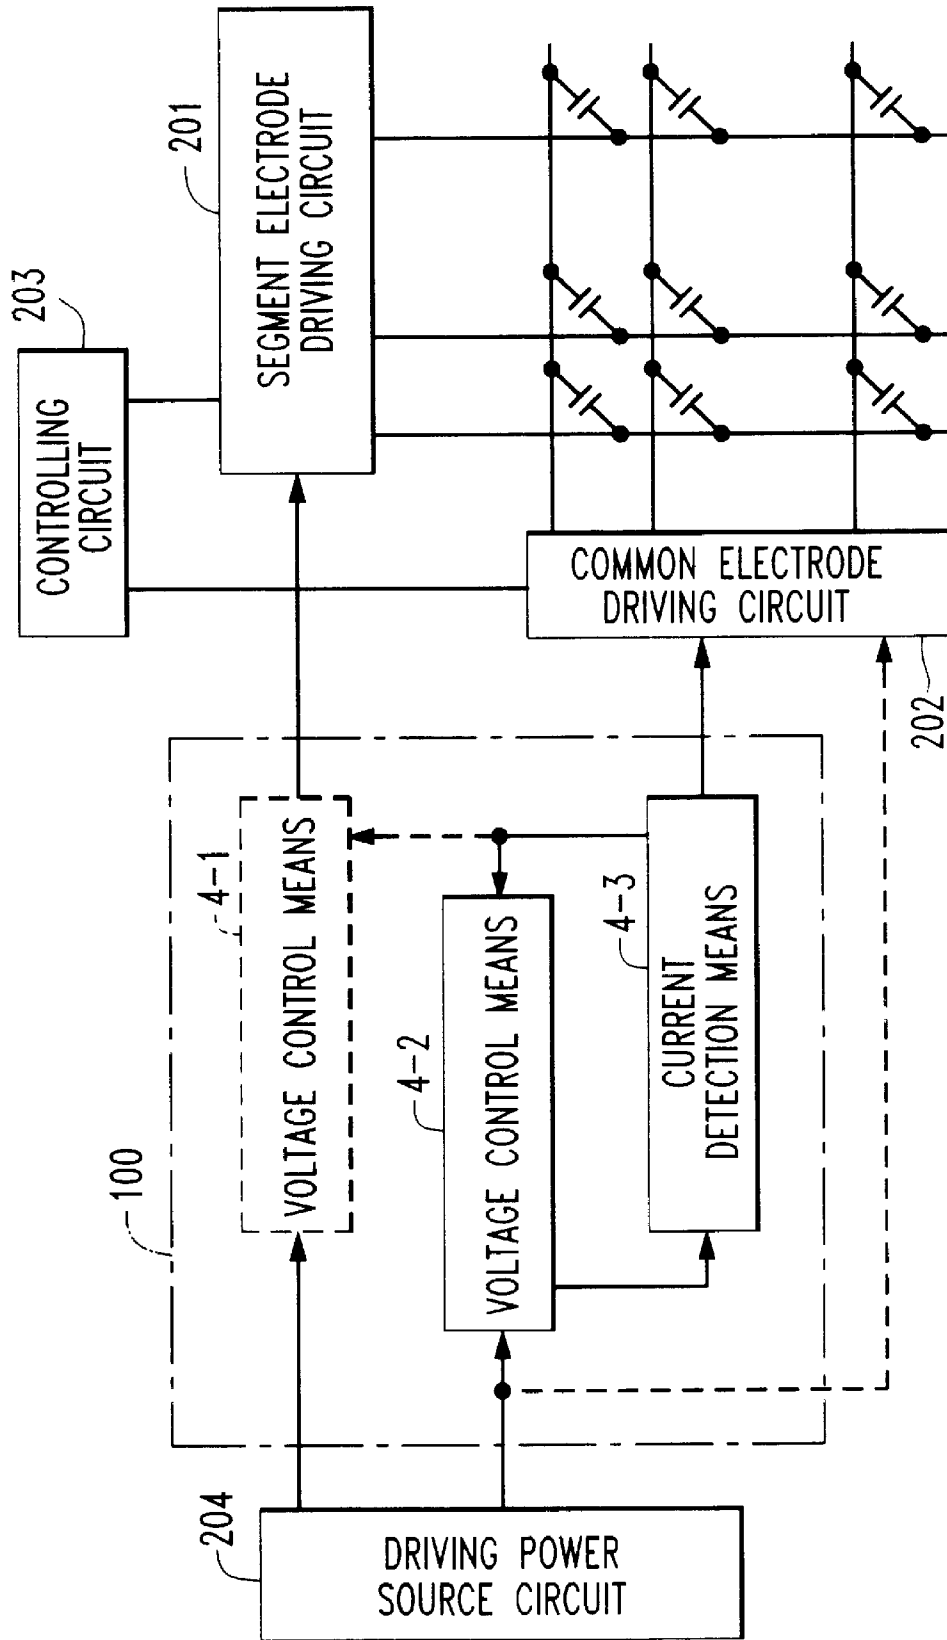 203
CONTROLLING
CIRCUIT
201
SEGMENT ELECTRODE
DRIVING CIRCUIT
100
4-1
VOLTAGE CONTROL MEANS
4-2
VOLTAGE CONTROL MEANS
4-3
CURRENT
DETECTION MEANS
COMMON ELECTRODE
DRIVING CIRCUIT
202
204
DRIVING POWER
SOURCE CIRCUIT